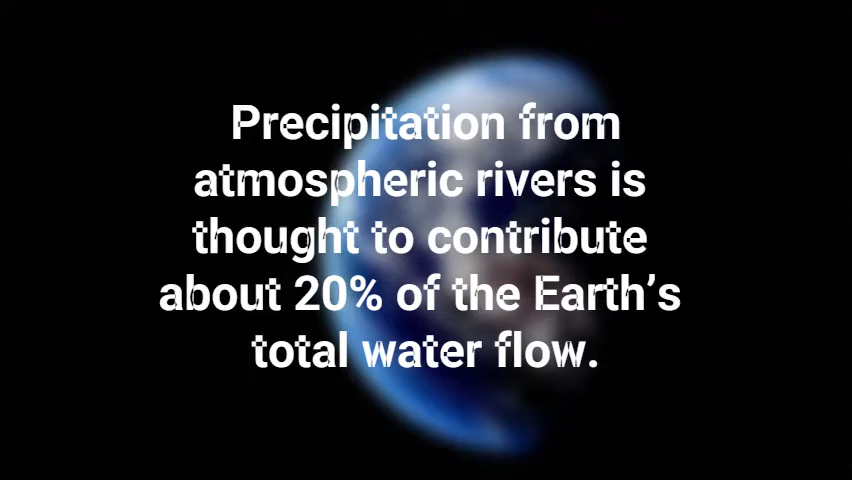 Precipitation from
atmospheric rivers is
thought to contribute
about 20% of the Earth’s
total water flow.